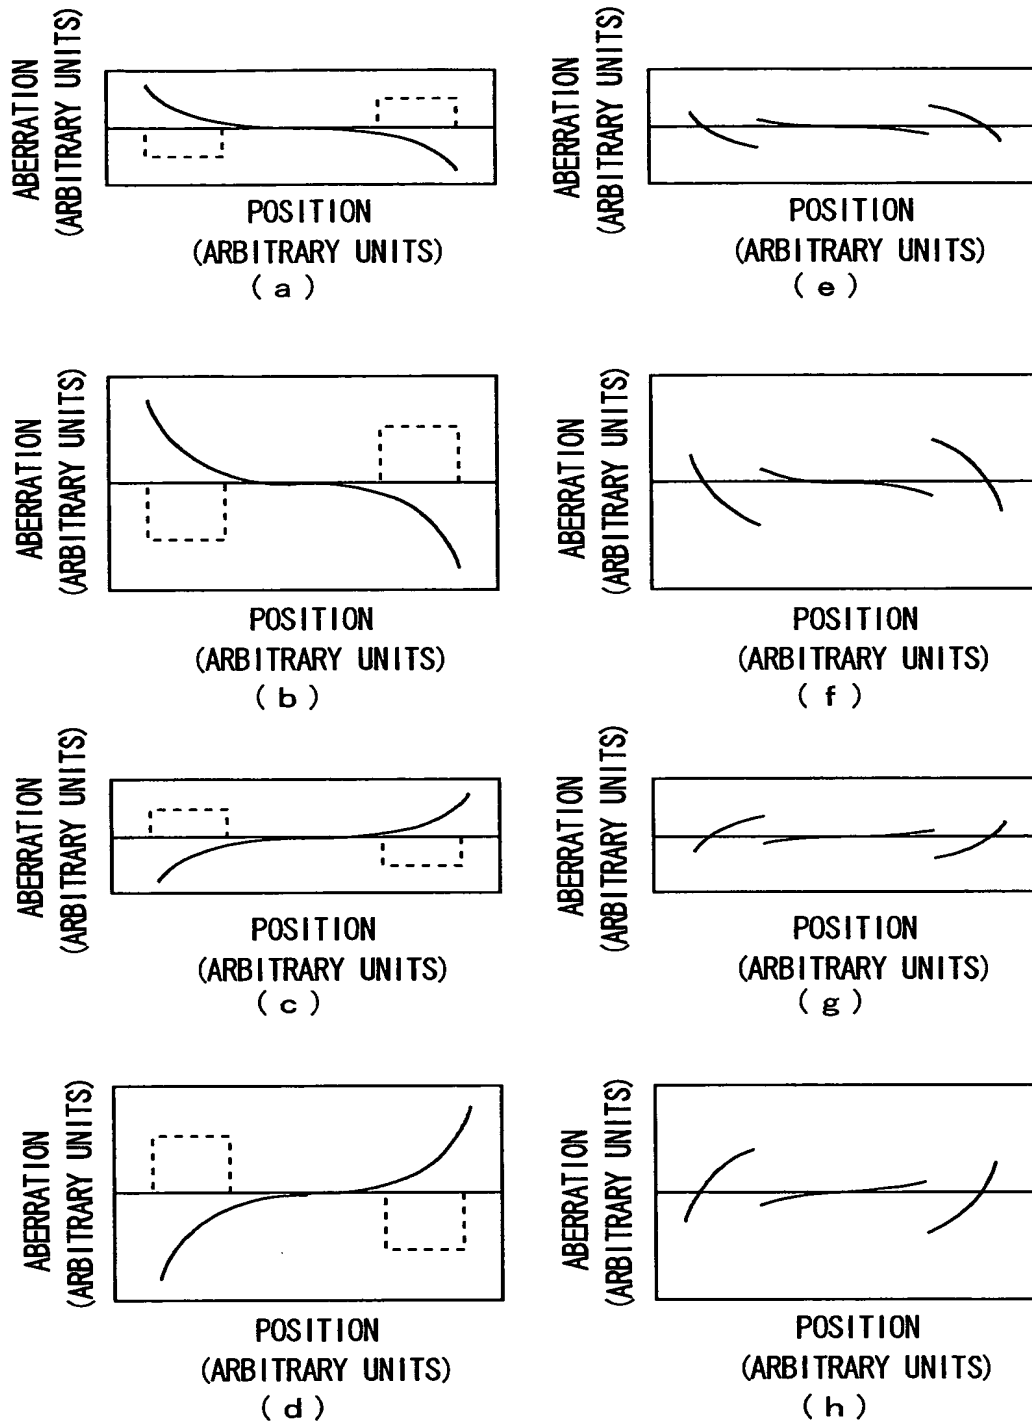 ABERRATION
(ARBITRARY UNITS)
POSITION
(ARBITRARY UNITS)
( a )
ABERRATION
(ARBITRARY UNITS)
POSITION
(ARBITRARY UNITS)
( e )
ABERRATION
(ARBITRARY UNITS)
POSITION
(ARBITRARY UNITS)
( b )
ABERRATION
(ARBITRARY UNITS)
POSITION
(ARBITRARY UNITS)
( f )
ABERRATION
(ARBITRARY UNITS)
POSITION
(ARBITRARY UNITS)
( c )
ABERRATION
(ARBITRARY UNITS)
POSITION
(ARBITRARY UNITS)
( g )
ABERRATION
(ARBITRARY UNITS)
POSITION
(ARBITRARY UNITS)
( d )
ABERRATION
(ARBITRARY UNITS)
POSITION
(ARBITRARY UNITS)
( h )